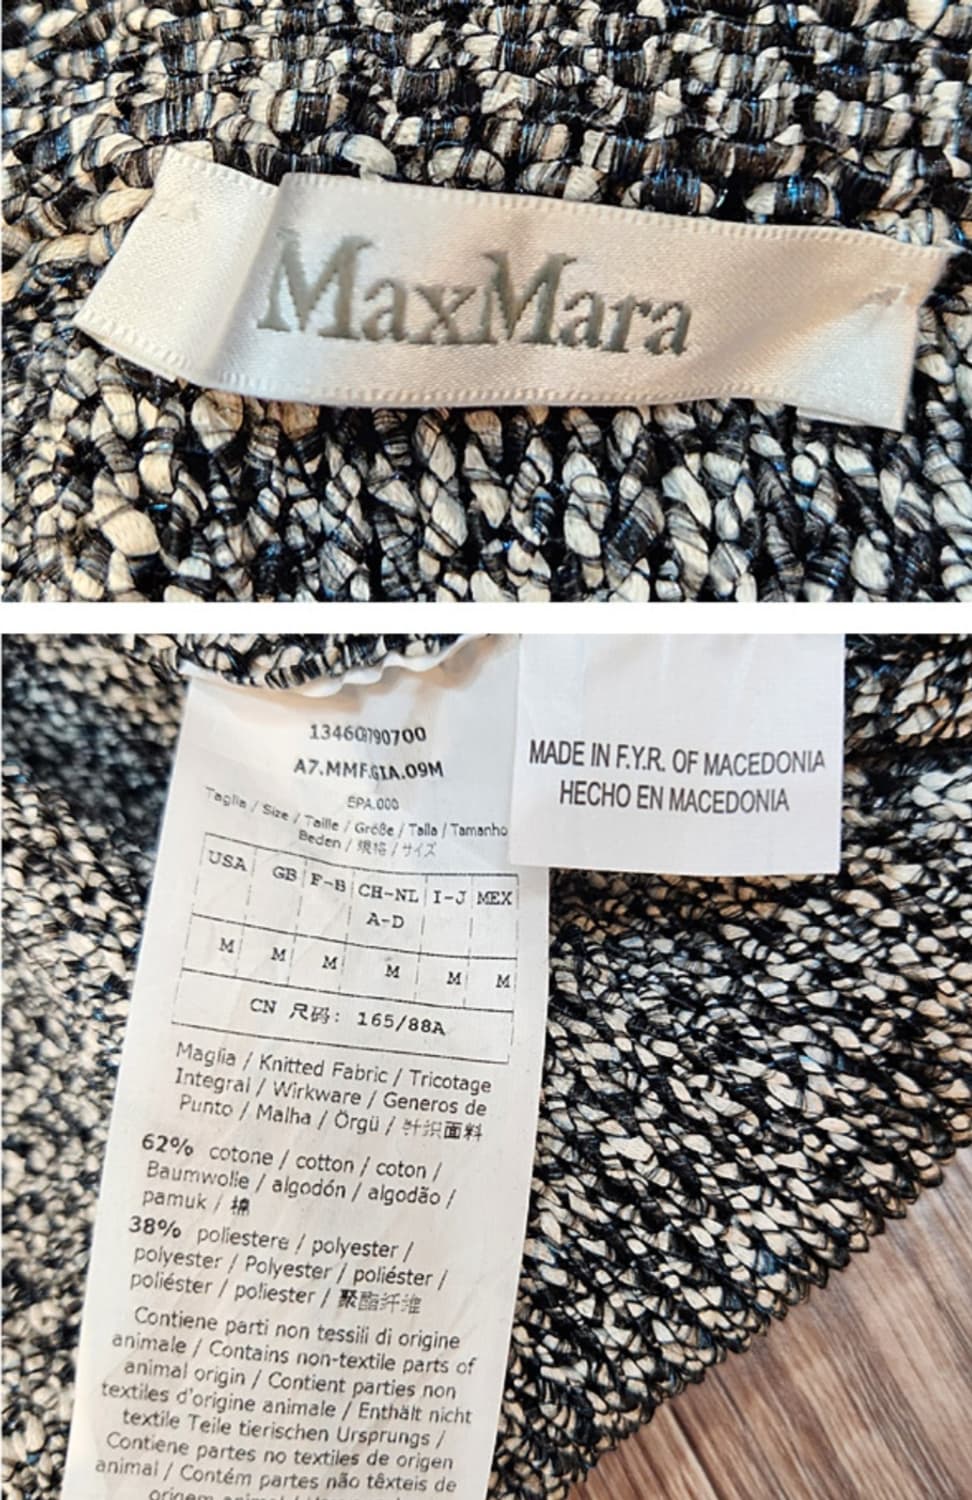 MaxMara
13460790700
A7.MMF.GIA.09M
EPA.000
Taglia / Size / Taille / Größe / Talla / Tamanho
Beden / 规格 / サイズ
USA GB F-B CH-NL I-J MEX
A-D
M M M M M M
CN 尺码: 165/88A
Maglia / Knitted Fabric / Tricotage
Integral / Wirkware / Generos de
Punto / Malha / Örgü / 针织面料
62% cotone / cotton / coton /
Baumwolle / algodón / algodão /
pamuk / 棉
38% poliestere / polyester /
polyester / Polyester / poliéster /
poliéster / poliester / 聚酯纤维
Contiene parti non tessili di origine
animale / Contains non-textile parts of
animal origin / Contient parties non
textiles d'origine animale / Enthält nicht
textile Teile tierischen Ursprungs /
Contiene partes no textiles de origen
animal / Contém partes não têxteis de
MADE IN F.Y.R. OF MACEDONIA
HECHO EN MACEDONIA